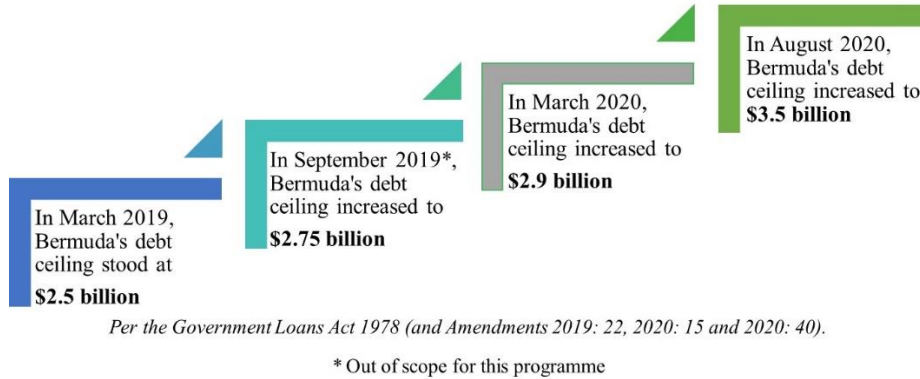 In March 2019,
Bermuda's debt
ceiling stood at
$2.5 billion
In September 2019*,
Bermuda's debt
ceiling increased to
$2.75 billion
In March 2020,
Bermuda's debt
ceiling increased to
$2.9 billion
In August 2020,
Bermuda's debt
ceiling increased to
$3.5 billion
Per the Government Loans Act 1978 (and Amendments 2019: 22, 2020: 15 and 2020: 40).
* Out of scope for this programme